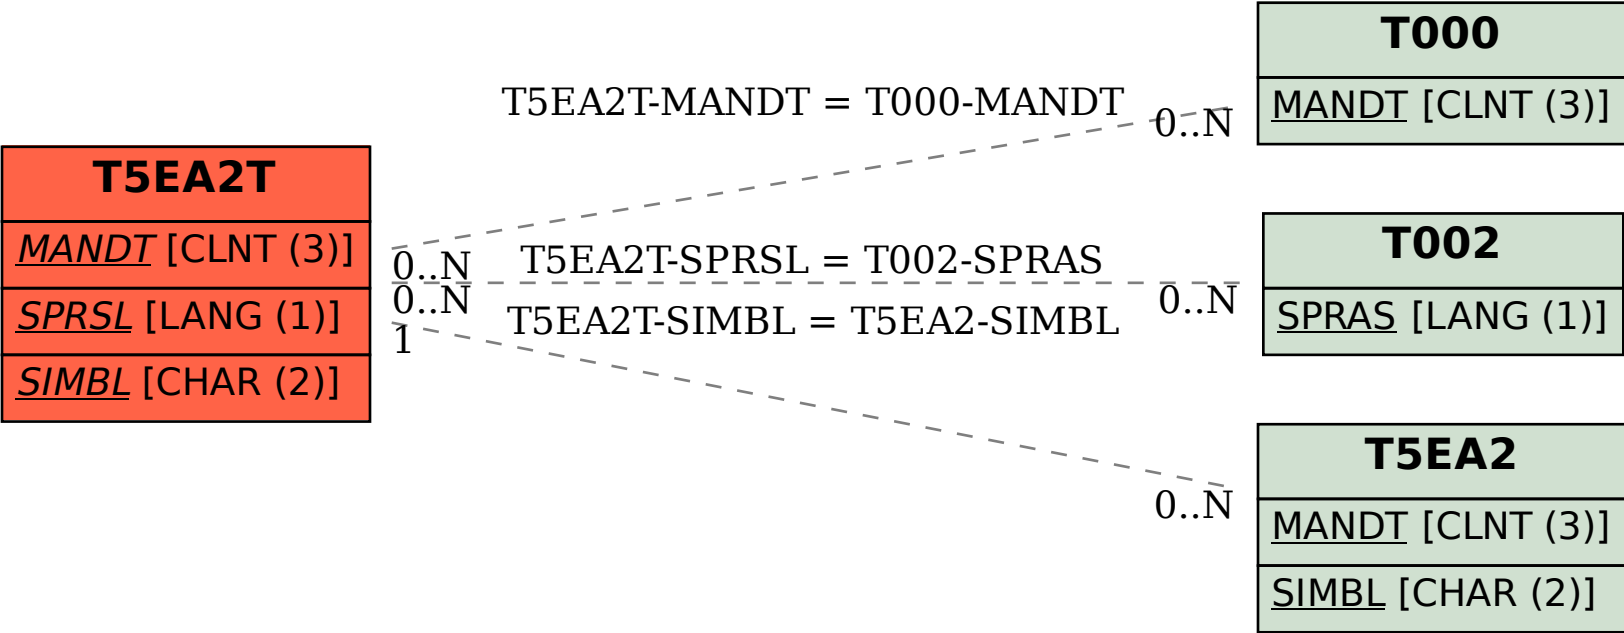 T000
MANDT [CLNT (3)]
T5EA2T-MANDT = T000-MANDT
0..N
T5EA2T
MANDT [CLNT (3)]
SPRSL [LANG (1)]
SIMBL [CHAR (2)]
0..N
T5EA2T-SPRSL = T002-SPRAS
0..N
0..N
T5EA2T-SIMBL = T5EA2-SIMBL
1
T002
SPRAS [LANG (1)]
0..N
T5EA2
MANDT [CLNT (3)]
SIMBL [CHAR (2)]